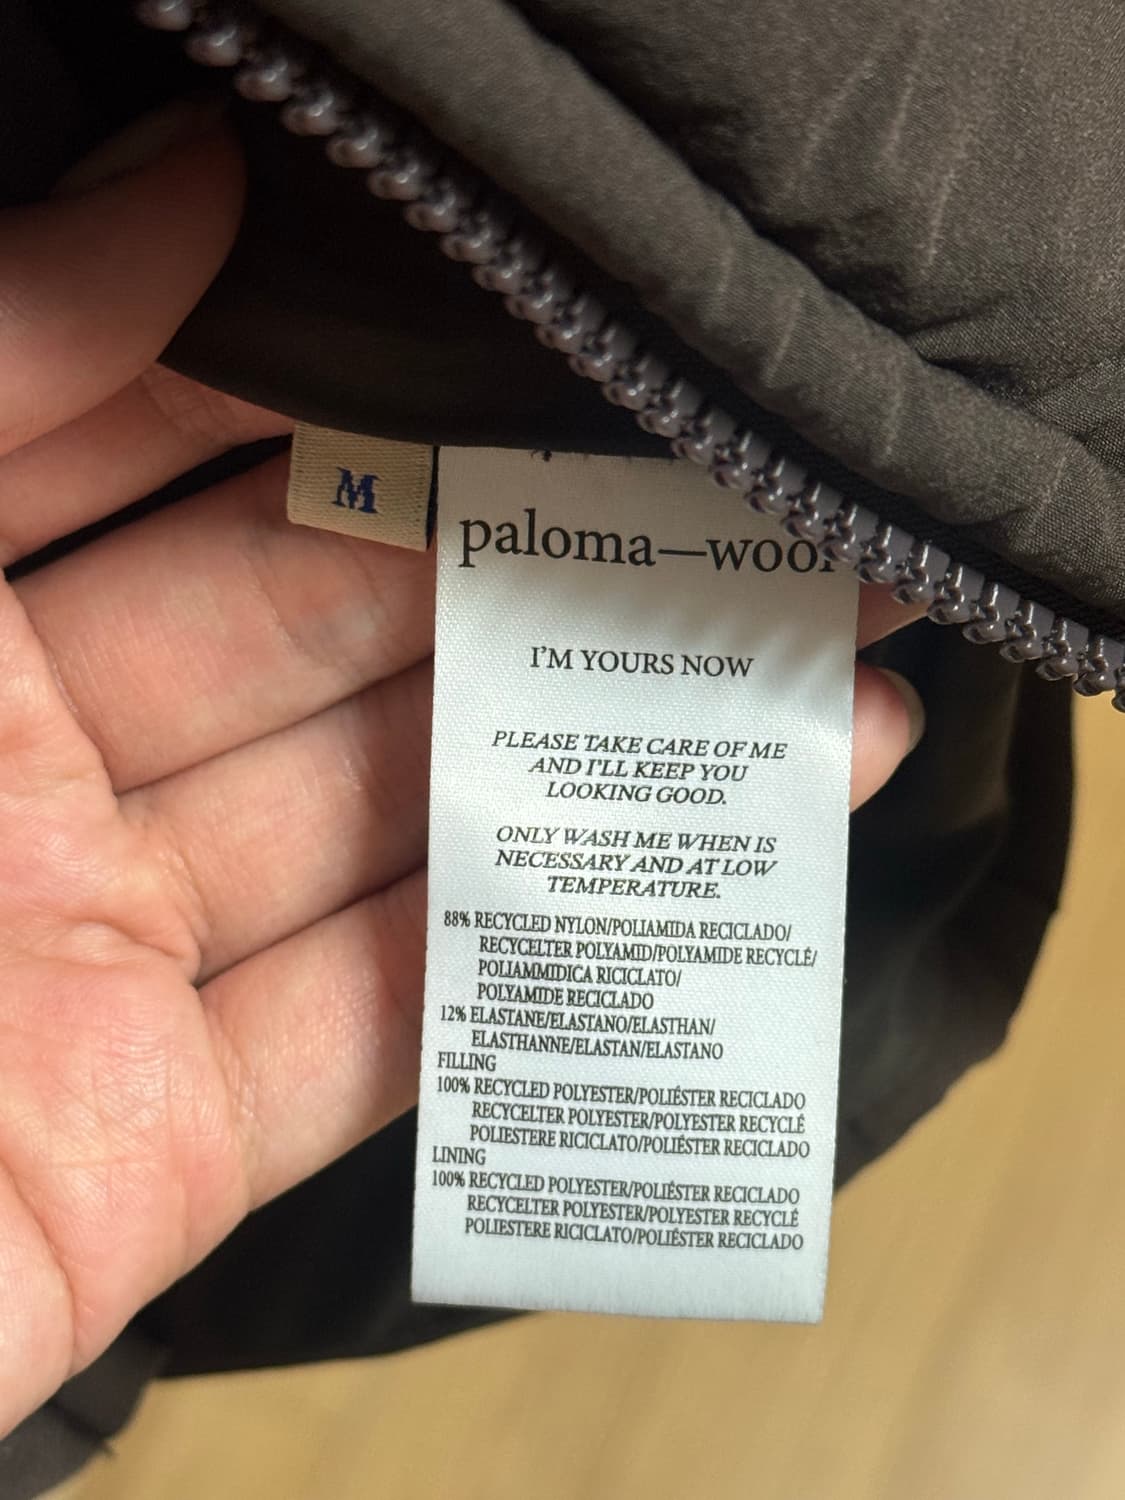 M
paloma—wool
I'M YOURS NOW
PLEASE TAKE CARE OF ME
AND I'LL KEEP YOU
LOOKING GOOD.
ONLY WASH ME WHEN IS
NECESSARY AND AT LOW
TEMPERATURE.
88% RECYCLED NYLON/POLIAMIDA RECICLADO/
RECYCELTER POLYAMID/POLYAMIDE RECYCLÉ/
POLIAMMIDICA RICICLATO/
POLYAMIDE RECICLADO
12% ELASTANE/ELASTANO/ELASTHAN/
ELASTHANNE/ELASTAN/ELASTANO
FILLING
100% RECYCLED POLYESTER/POLIÉSTER RECICLADO
RECYCELTER POLYESTER/POLYESTER RECYCLÉ
POLIESTERE RICICLATO/POLIÉSTER RECICLADO
LINING
100% RECYCLED POLYESTER/POLIÉSTER RECICLADO
RECYCELTER POLYESTER/POLYESTER RECYCLÉ
POLIESTERE RICICLATO/POLIÉSTER RECICLADO